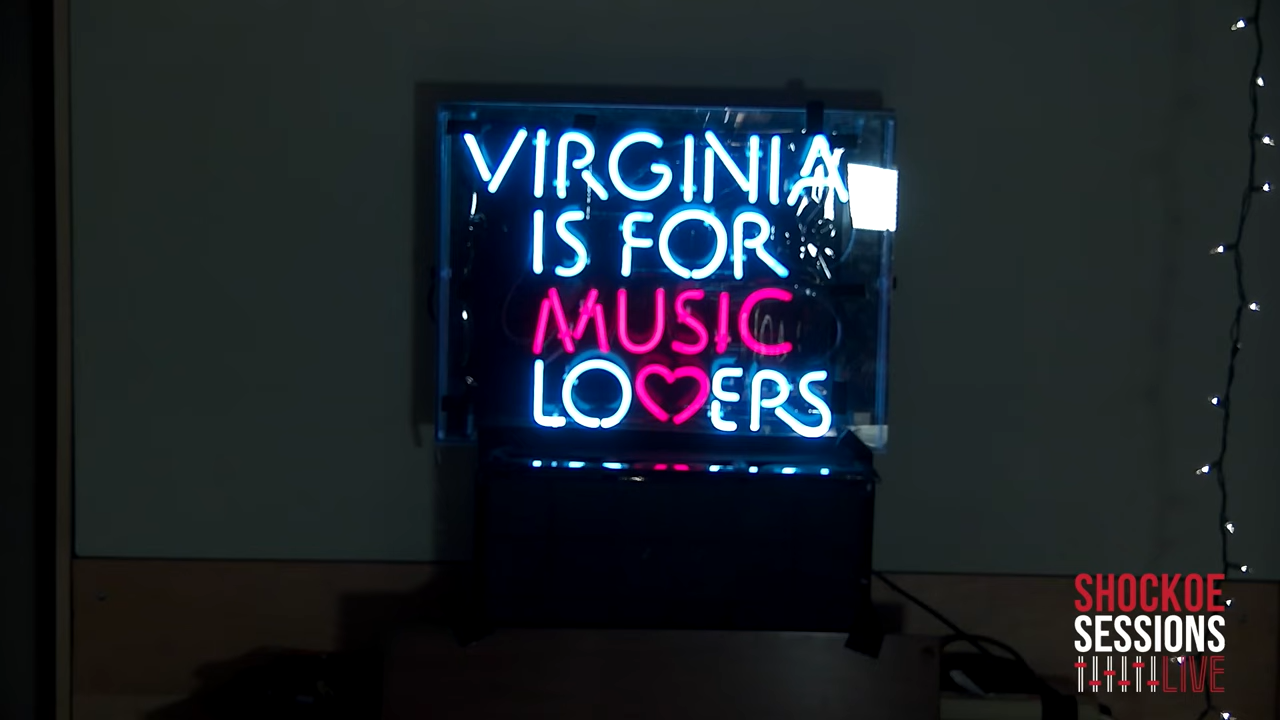 VIRGINIA
IS FOR
MUSIC
LO♥ERS
SHOCKOE
SESSIONS
LIVE